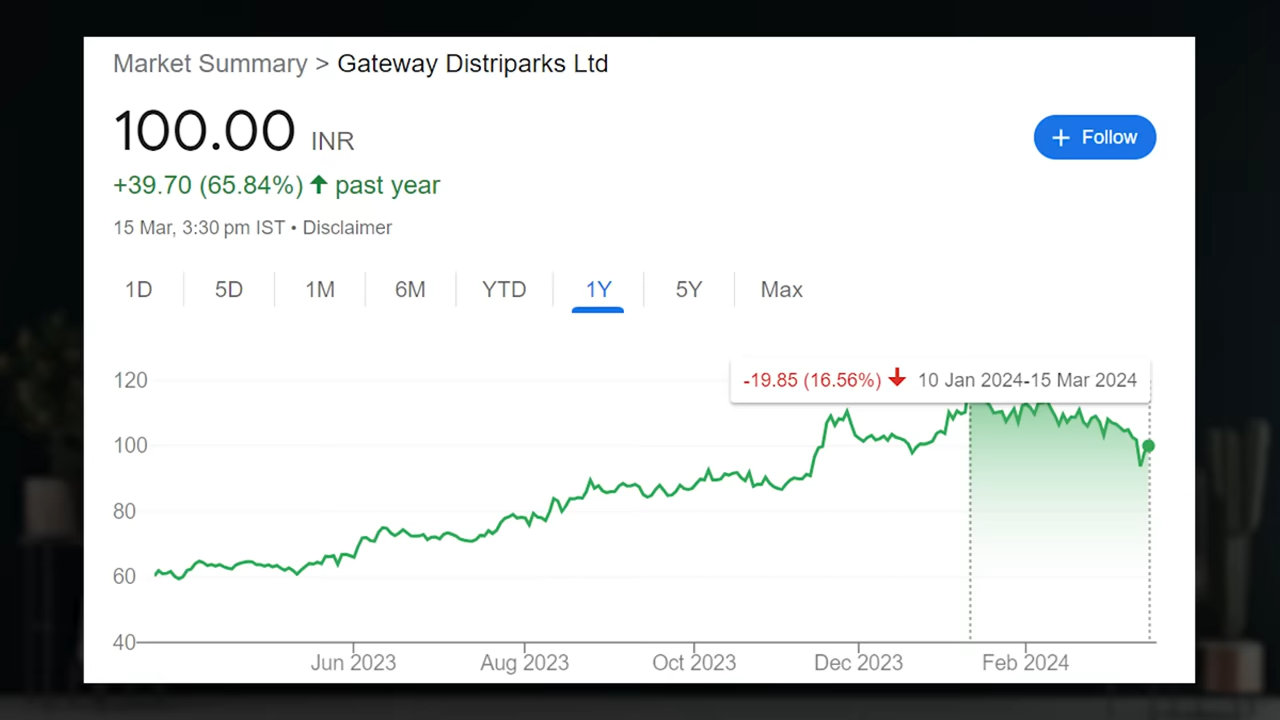 Market Summary > Gateway Distriparks Ltd
100.00 INR
+ Follow
+39.70 (65.84%) ↑ past year
15 Mar, 3:30 pm IST • Disclaimer
1D 5D 1M 6M YTD 1Y 5Y Max
-19.85 (16.56%) ↓ 10 Jan 2024-15 Mar 2024
120
100
80
60
40
Jun 2023 Aug 2023 Oct 2023 Dec 2023 Feb 2024